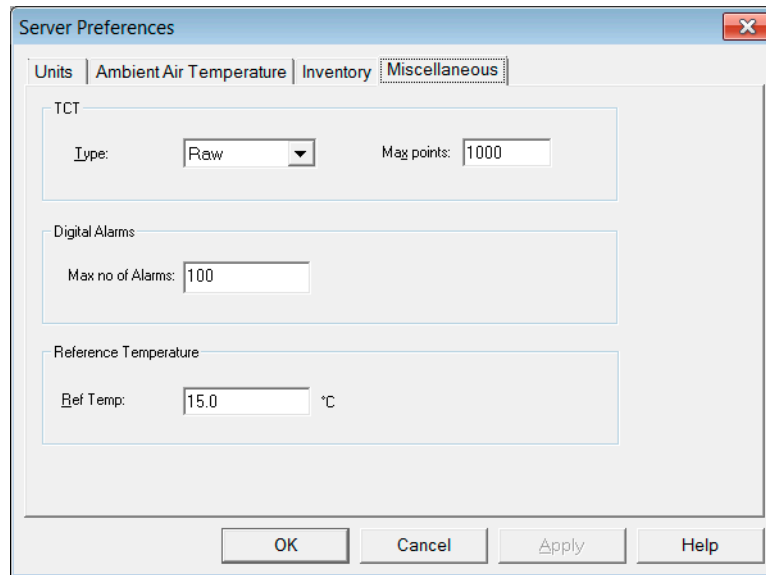 Server Preferences
Units Ambient Air Temperature Inventory Miscellaneous
TCT
Type: Raw Max points: 1000
Digital Alarms
Max no of Alarms: 100
Reference Temperature
Ref Temp: 15.0 °C
OK Cancel Apply Help